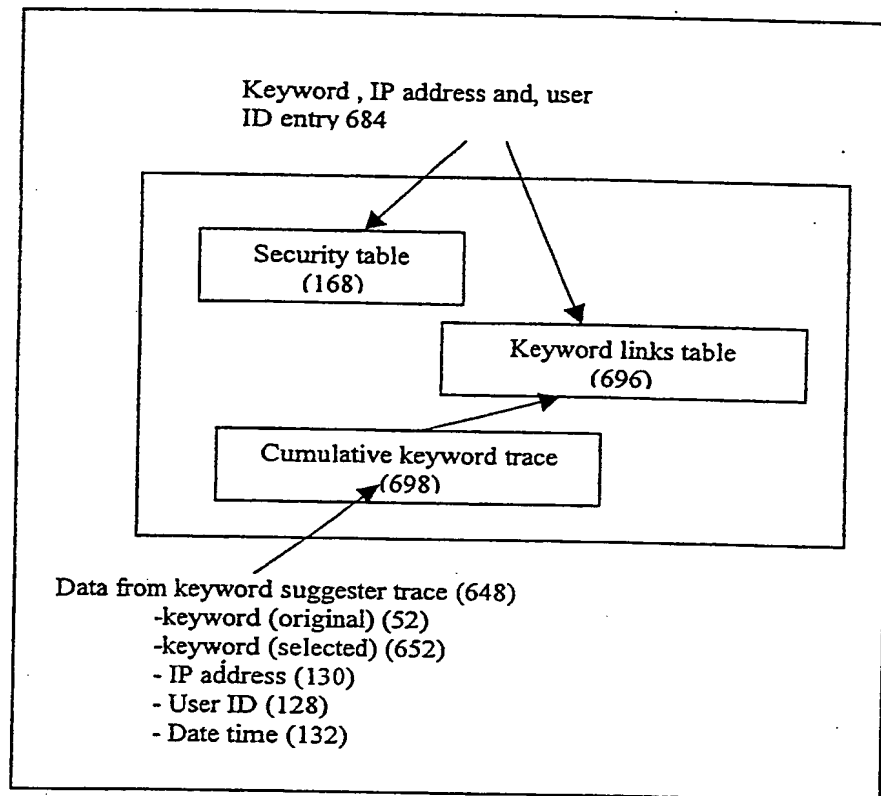 Keyword , IP address and, user
ID entry 684
Security table
(168)
Keyword links table
(696)
Cumulative keyword trace
(698)
Data from keyword suggester trace (648)
-keyword (original) (52)
-keyword (selected) (652)
- IP address (130)
- User ID (128)
- Date time (132)